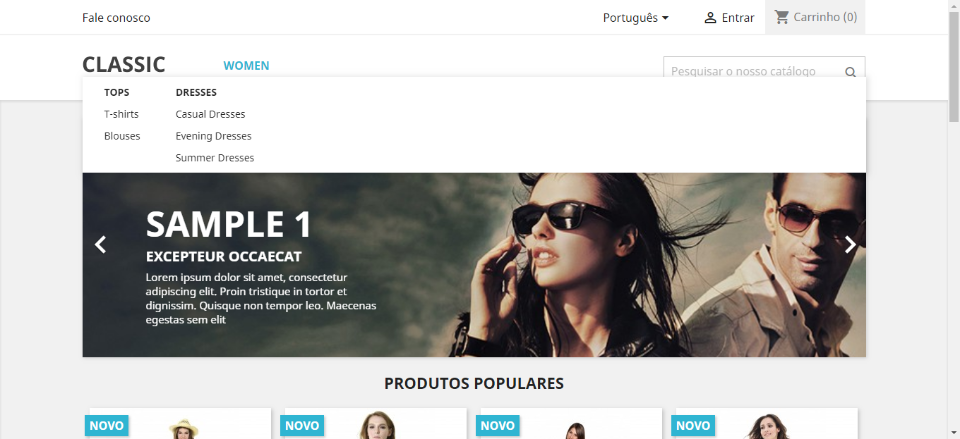 Fale conosco
Português
Entrar
Carrinho (0)
CLASSIC
WOMEN
Pesquisar o nosso catálogo
TOPS
DRESSES
T-shirts
Casual Dresses
Blouses
Evening Dresses
Summer Dresses
SAMPLE 1
EXCEPTEUR OCCAECAT
Lorem ipsum dolor sit amet, consectetur
adipiscing elit. Proin tristique in tortor et
dignissim. Quisque non tempor leo. Maecenas
egestas sem elit
PRODUTOS POPULARES
NOVO
NOVO
NOVO
NOVO